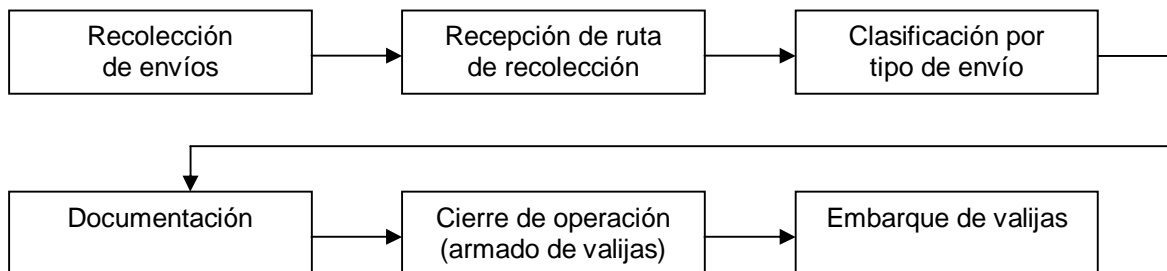 Recolección
de envíos
Recepción de ruta
de recolección
Clasificación por
tipo de envío
Documentación
Cierre de operación
(armado de valijas)
Embarque de valijas